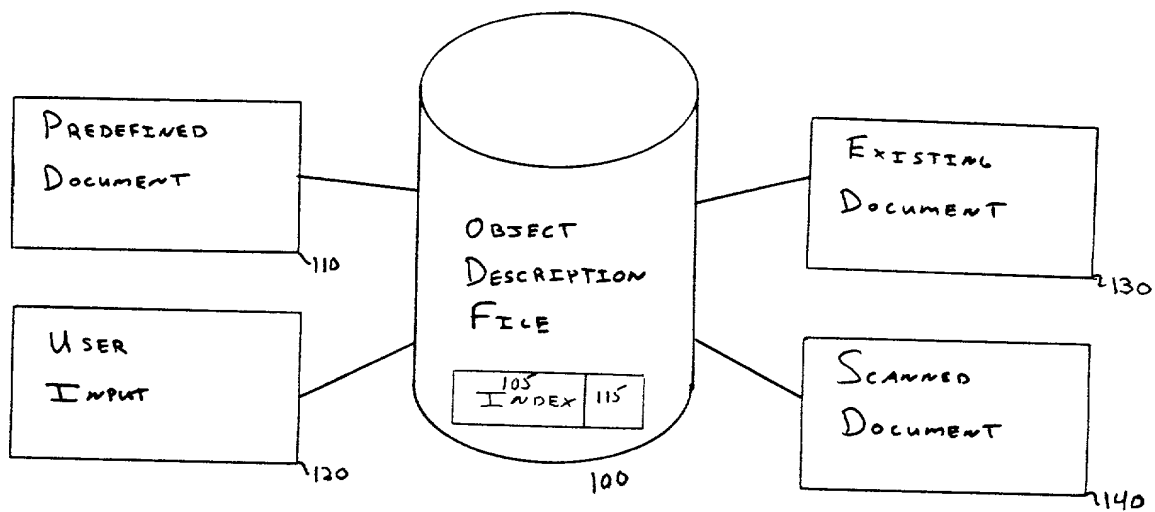 PREDEFINED
DOCUMENT
110
USER
INPUT
120
OBJECT
DESCRIPTION
FILE
105
INDEX
115
100
EXISTING
DOCUMENT
130
SCANNED
DOCUMENT
140